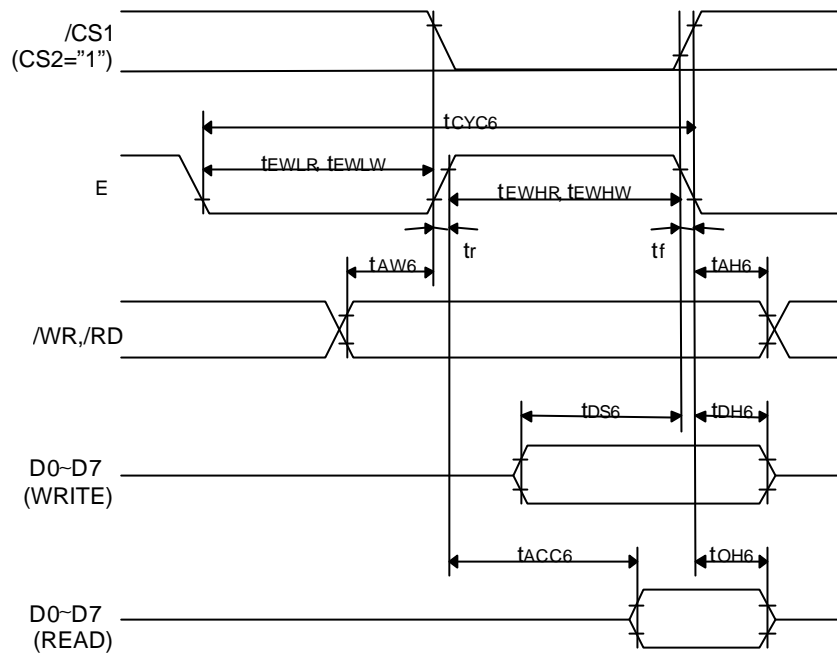 /CS1
(CS2="1")
tCYC6
tEWLR, tEWLW
E
tEWHR, tEWHW
tr
tf
tAW6
tAH6
/WR,/RD
tDS6
tDH6
D0~D7
(WRITE)
tACC6
tOH6
D0~D7
(READ)